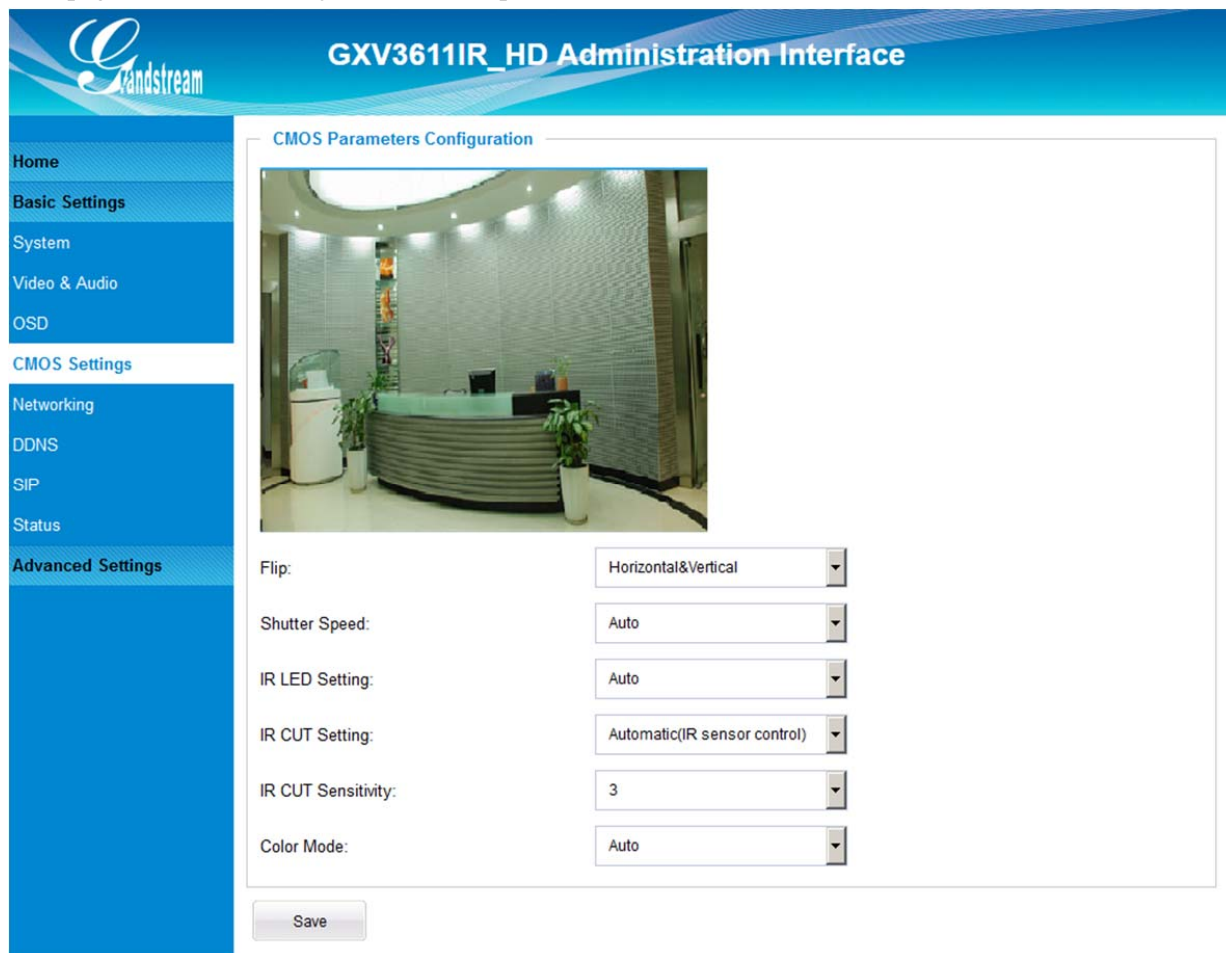 Grandstream
GXV3611IR_HD Administration Interface
Home
Basic Settings
System
Video & Audio
OSD
CMOS Settings
Networking
DDNS
SIP
Status
Advanced Settings
CMOS Parameters Configuration
Flip: Horizontal&Vertical
Shutter Speed: Auto
IR LED Setting: Auto
IR CUT Setting: Automatic(IR sensor control)
IR CUT Sensitivity: 3
Color Mode: Auto
Save